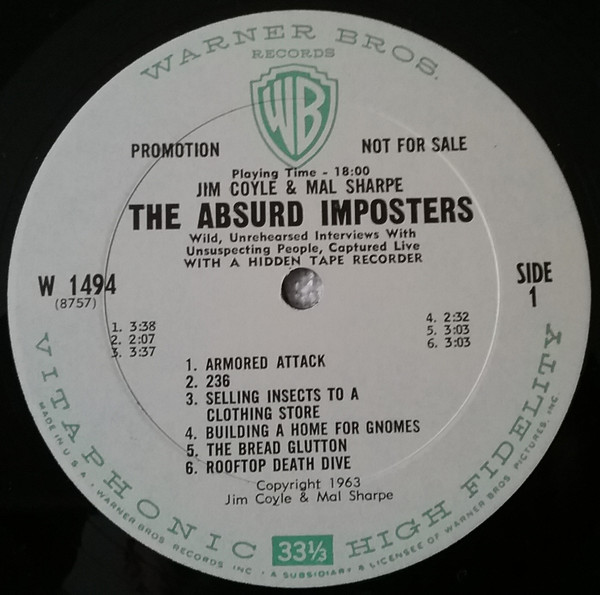 WARNER BROS.
RECORDS
WB
PROMOTION
NOT FOR SALE
Playing Time - 18:00
JIM COYLE & MAL SHARPE
THE ABSURD IMPOSTERS
Wild, Unrehearsed Interviews With
Unsuspecting People, Captured Live
WITH A HIDDEN TAPE RECORDER
W 1494
(8757)
SIDE
1
1. 3:38
2. 2:07
3. 3:37
4. 2:32
5. 3:03
6. 3:03
1. ARMORED ATTACK
2. 236
3. SELLING INSECTS TO A
CLOTHING STORE
4. BUILDING A HOME FOR GNOMES
5. THE BREAD GLUTTON
6. ROOFTOP DEATH DIVE
Copyright 1963
Jim Coyle & Mal Sharpe
VITAPHONIC
33⅓
HIGH FIDELITY
MADE IN U.S.A. • WARNER BROS. RECORDS INC. • A SUBSIDIARY & LICENSEE OF WARNER BROS. PICTURES, INC.